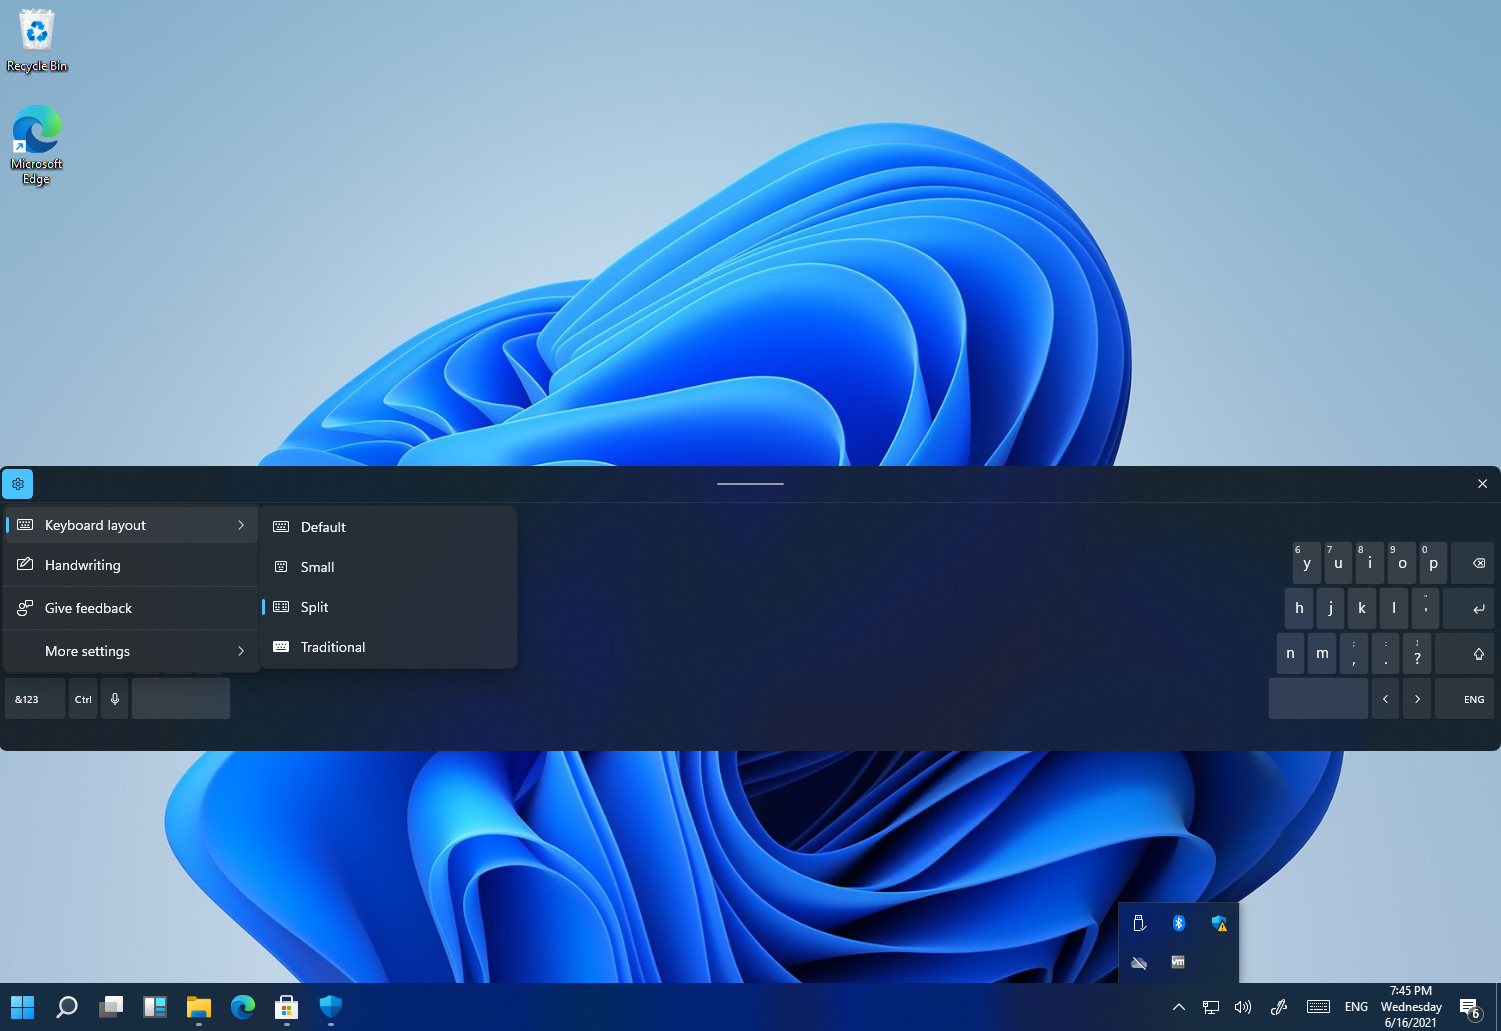 Recycle Bin
Microsoft
Edge
Keyboard layout
Handwriting
Give feedback
More settings
Default
Small
Split
Traditional
6 y 7 u 8 i 9 o 0 p
h j k l " '
n m ; , : . ! ?
&123 Ctrl
< > ENG
vm
ENG
7:45 PM
Wednesday
6/16/2021
6